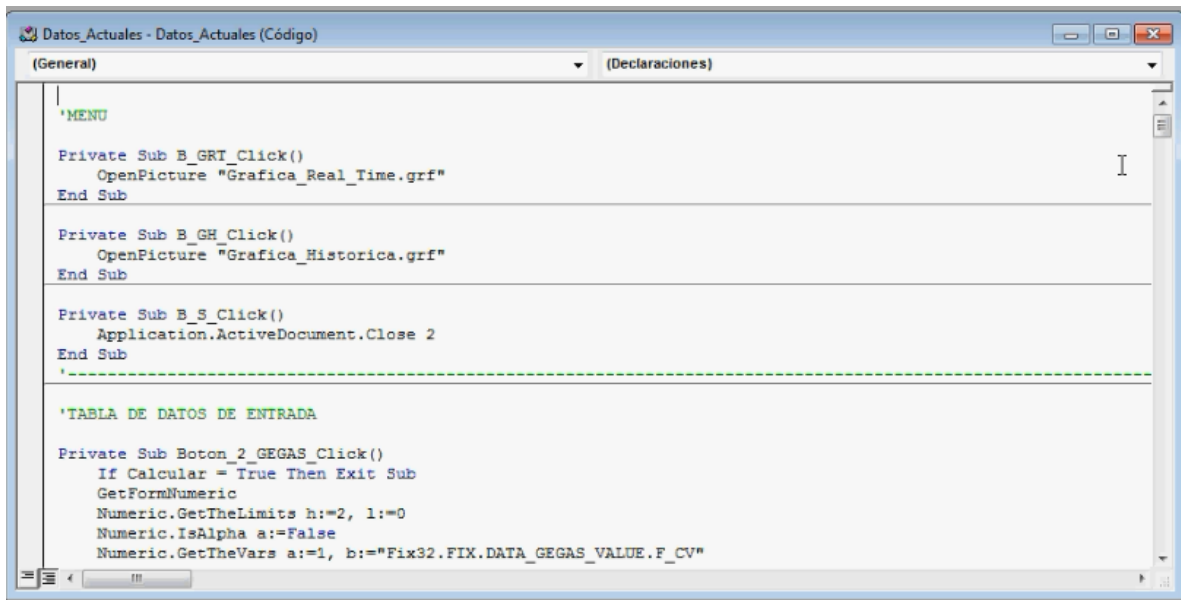 Datos_Actuales - Datos_Actuales (Código)
(General) (Declaraciones)
'MENU
Private Sub B_GRT_Click()
    OpenPicture "Grafica_Real_Time.grf"
End Sub
Private Sub B_GH_Click()
    OpenPicture "Grafica_Historica.grf"
End Sub
Private Sub B_S_Click()
    Application.ActiveDocument.Close 2
End Sub
'----------------------------------------------------------------------------------------------------------------
'TABLA DE DATOS DE ENTRADA
Private Sub Boton_2_GEGAS_Click()
    If Calcular = True Then Exit Sub
    GetFormNumeric
    Numeric.GetTheLimits h:=2, l:=0
    Numeric.IsAlpha a:=False
    Numeric.GetTheVars a:=1, b:="Fix32.FIX.DATA_GEGAS_VALUE.F_CV"